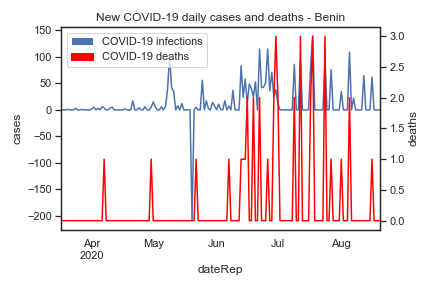 New COVID-19 daily cases and deaths - Benin
COVID-19 infections
COVID-19 deaths
150
100
50
0
−50
−100
−150
−200
cases
3.0
2.5
2.0
1.5
1.0
0.5
0.0
deaths
Apr
2020
May
Jun
Jul
Aug
dateRep